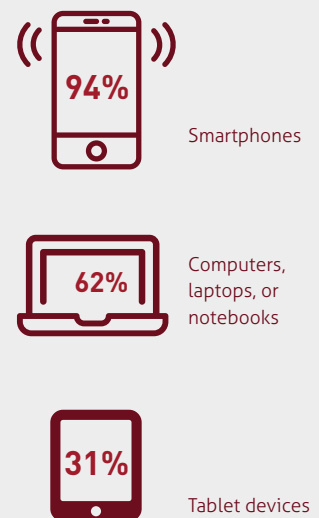 94%
Smartphones
62%
Computers,
laptops, or
notebooks
31%
Tablet devices